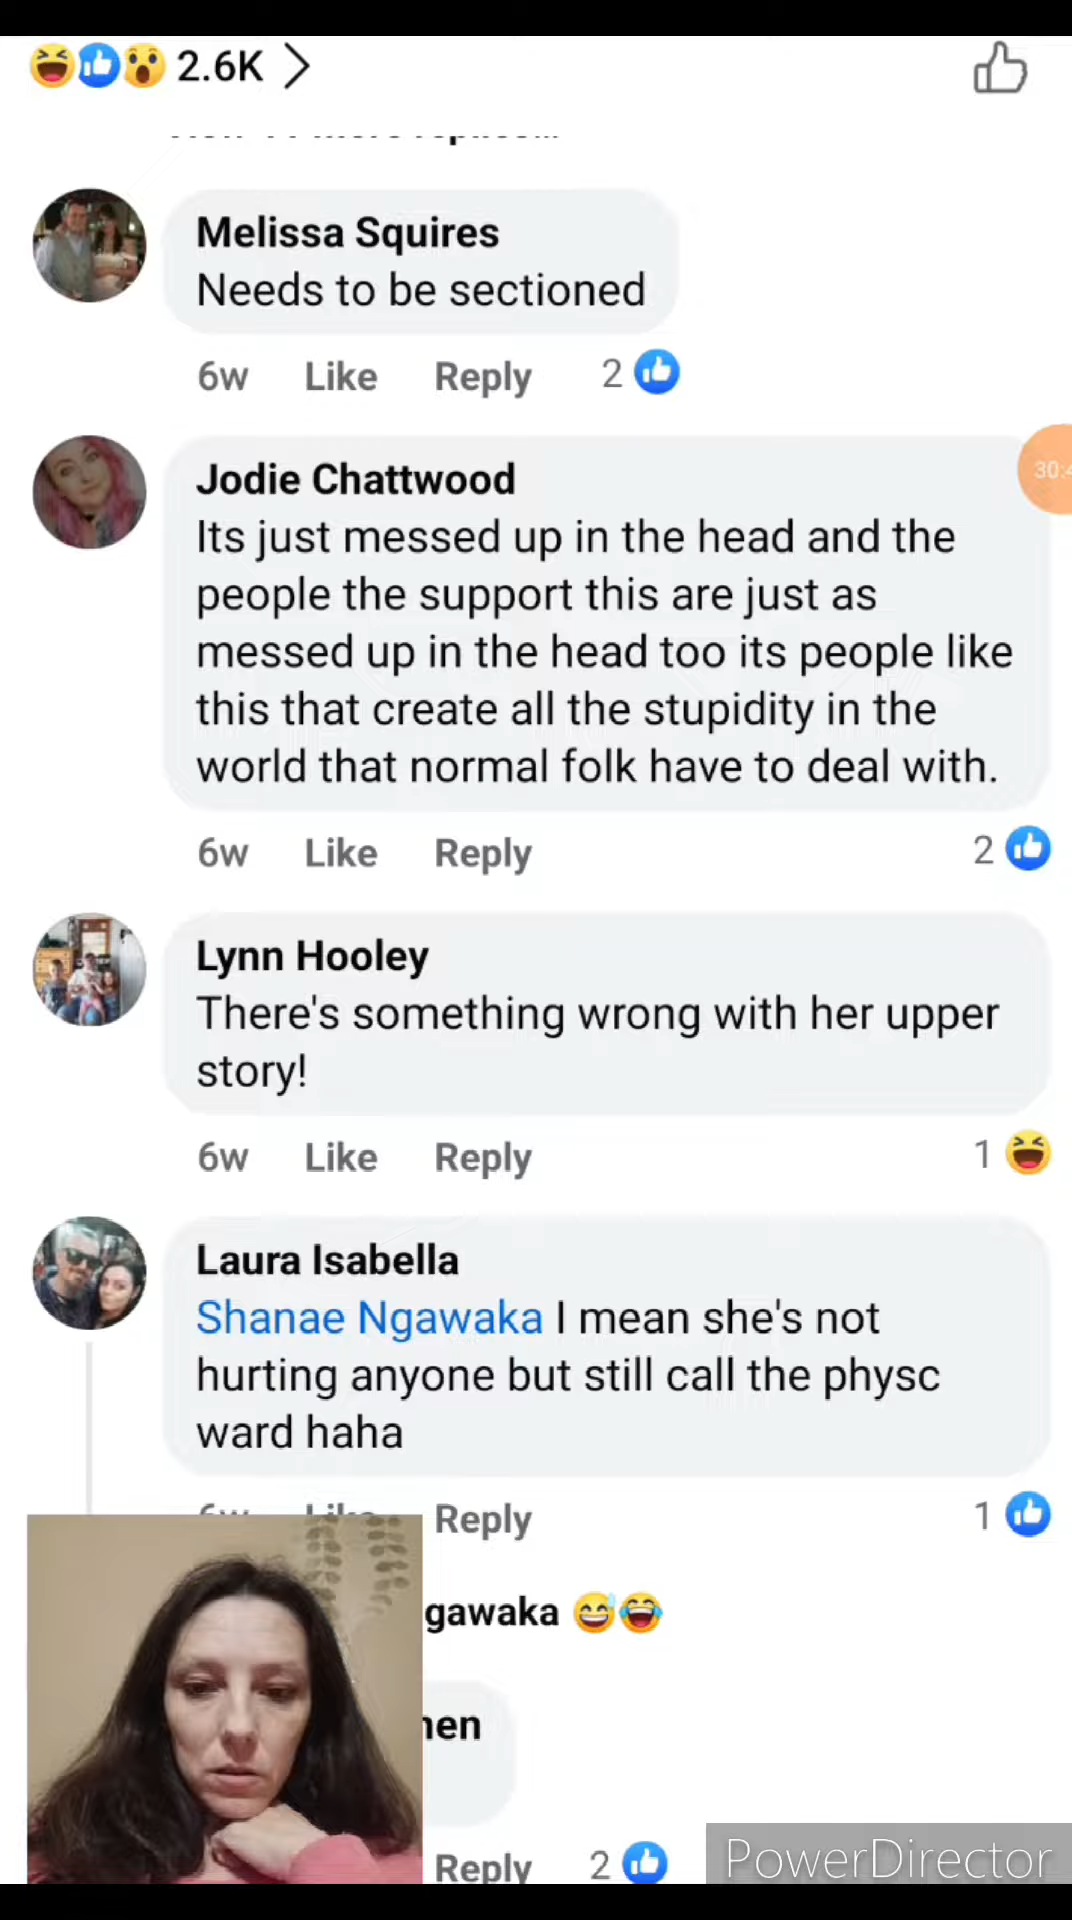 2.6K
Melissa Squires
Needs to be sectioned
6w Like Reply 2
Jodie Chattwood
Its just messed up in the head and the
people the support this are just as
messed up in the head too its people like
this that create all the stupidity in the
world that normal folk have to deal with.
6w Like Reply 2
30:4
Lynn Hooley
There's something wrong with her upper
story!
6w Like Reply 1
Laura Isabella
Shanae Ngawaka I mean she's not
hurting anyone but still call the physc
ward haha
6w Like Reply 1
gawaka
Reply 2
PowerDirector